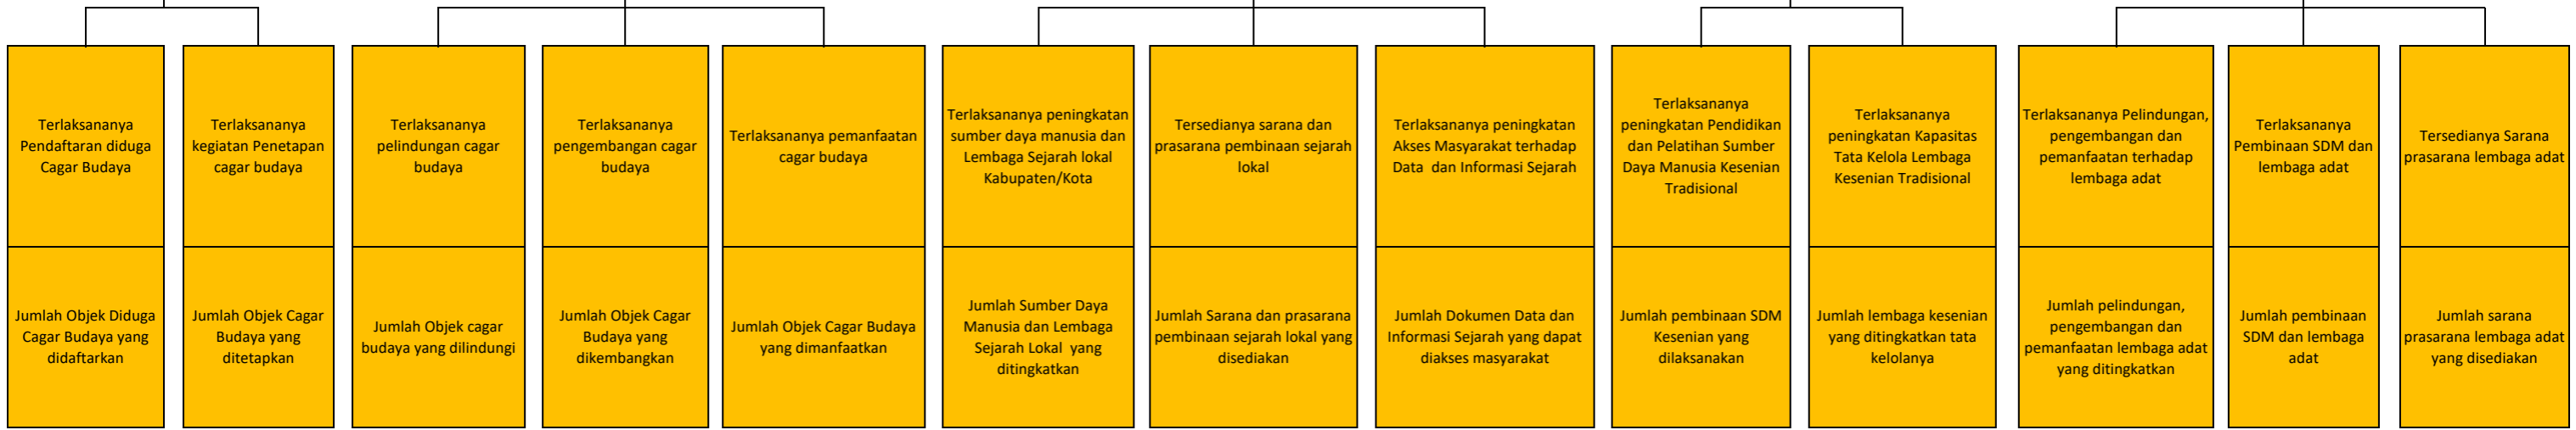 Terlaksananya
Pendaftaran diduga
Cagar Budaya
Terlaksananya
kegiatan Penetapan
cagar budaya
Terlaksananya
pelindungan cagar
budaya
Terlaksananya
pengembangan cagar
budaya
Terlaksananya pemanfaatan
cagar budaya
Terlaksananya peningkatan
sumber daya manusia dan
Lembaga Sejarah lokal
Kabupaten/Kota
Tersedianya sarana dan
prasarana pembinaan sejarah
lokal
Terlaksananya peningkatan
Akses Masyarakat terhadap
Data dan Informasi Sejarah
Terlaksananya
peningkatan Pendidikan
dan Pelatihan Sumber
Daya Manusia Kesenian
Tradisional
Terlaksananya
peningkatan Kapasitas
Tata Kelola Lembaga
Kesenian Tradisional
Terlaksananya Pelindungan,
pengembangan dan
pemanfaatan terhadap
lembaga adat
Terlaksananya
Pembinaan SDM dan
lembaga adat
Tersedianya Sarana
prasarana lembaga adat
Jumlah Objek Diduga
Cagar Budaya yang
didaftarkan
Jumlah Objek Cagar
Budaya yang
ditetapkan
Jumlah Objek cagar
budaya yang dilindungi
Jumlah Objek Cagar
Budaya yang
dikembangkan
Jumlah Objek Cagar Budaya
yang dimanfaatkan
Jumlah Sumber Daya
Manusia dan Lembaga
Sejarah Lokal yang
ditingkatkan
Jumlah Sarana dan prasarana
pembinaan sejarah lokal yang
disediakan
Jumlah Dokumen Data dan
Informasi Sejarah yang dapat
diakses masyarakat
Jumlah pembinaan SDM
Kesenian yang
dilaksanakan
Jumlah lembaga kesenian
yang ditingkatkan tata
kelolanya
Jumlah pelindungan,
pengembangan dan
pemanfaatan lembaga adat
yang ditingkatkan
Jumlah pembinaan
SDM dan lembaga
adat
Jumlah sarana
prasarana lembaga adat
yang disediakan